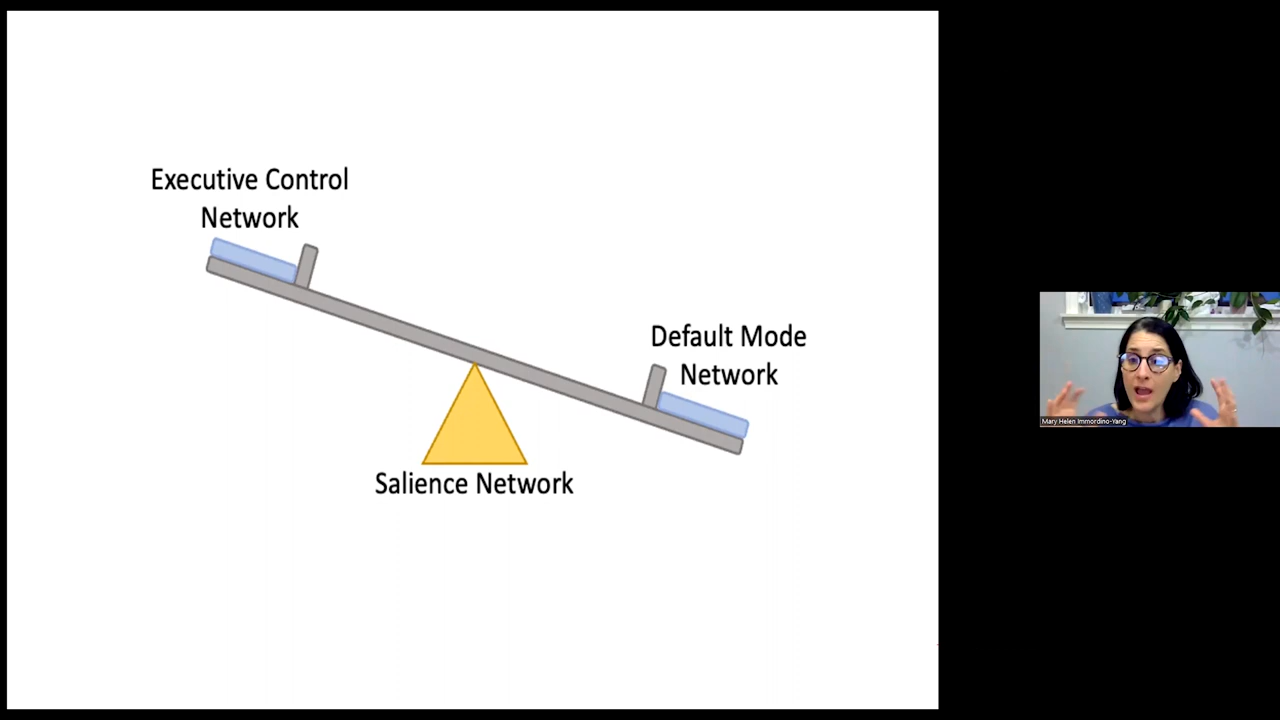 Executive Control
Network
Default Mode
Network
Salience Network
Mary Helen Immordino-Yang